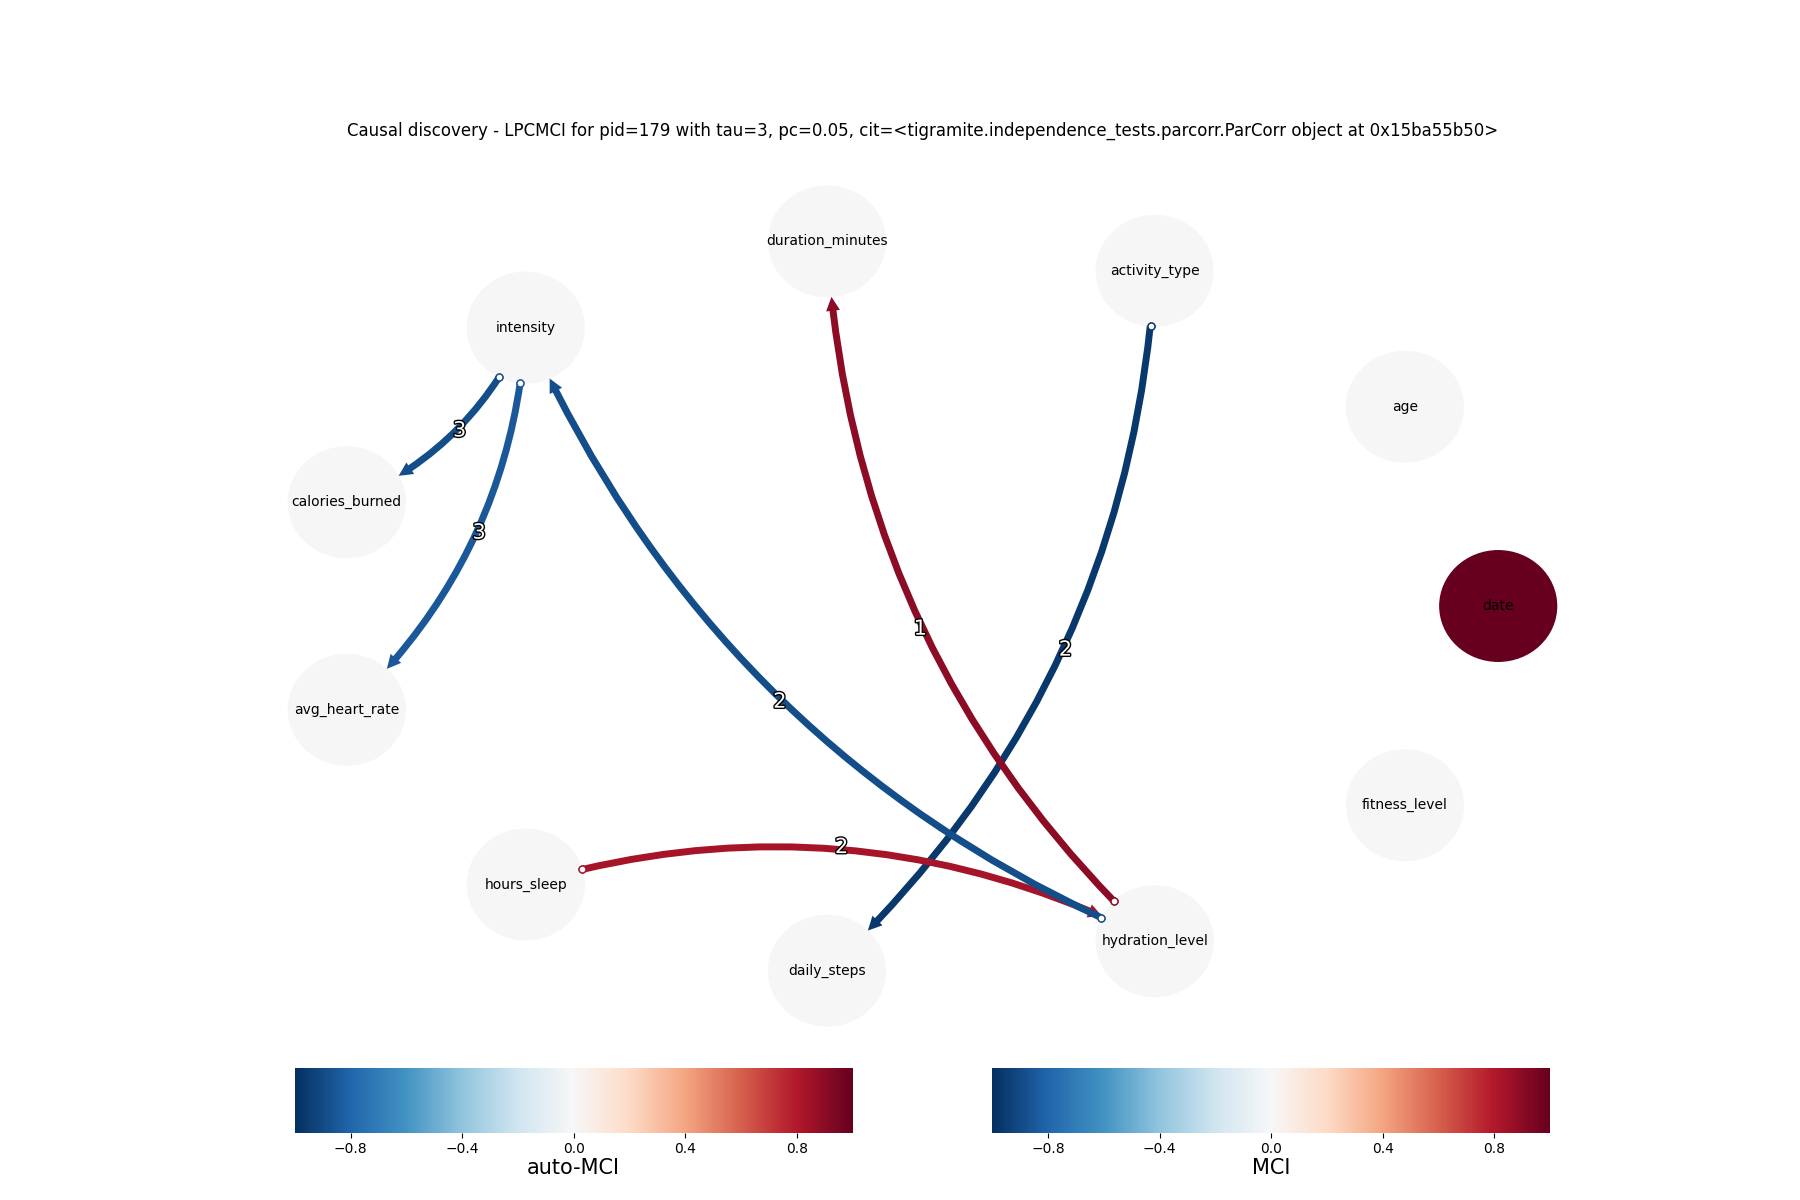 Causal discovery - LPCMCI for pid=179 with tau=3, pc=0.05, cit=<tigramite.independence_tests.parcorr.ParCorr object at 0x15ba55b50>
duration_minutes
activity_type
intensity
age
3
calories_burned
3
date
1
2
2
avg_heart_rate
fitness_level
2
hours_sleep
hydration_level
daily_steps
−0.8 −0.4 0.0 0.4 0.8
auto-MCI
−0.8 −0.4 0.0 0.4 0.8
MCI